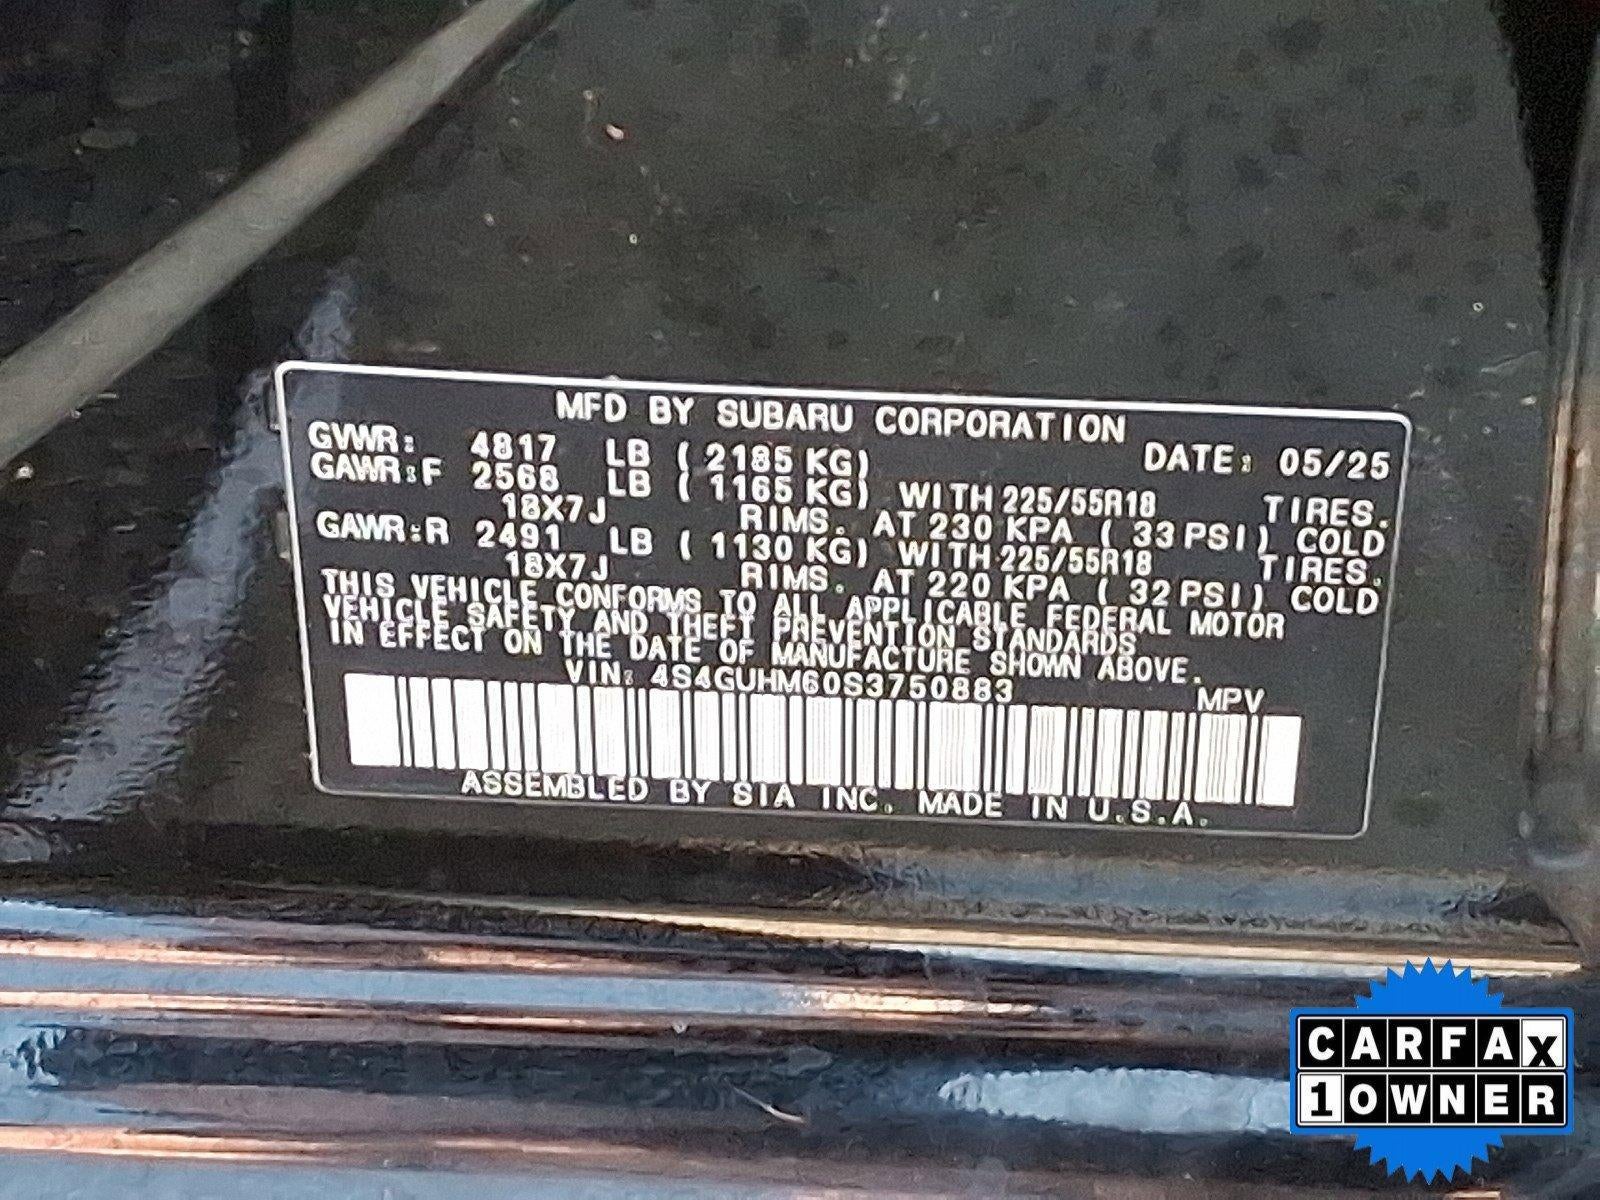 MFD BY SUBARU CORPORATION
DATE: 05/25
GVWR: 4817 LB ( 2185 KG)
GAWR:F 2568 LB ( 1165 KG) WITH 225/55R18 TIRES.
18X7J RIMS. AT 230 KPA ( 33 PSI) COLD
GAWR:R 2491 LB ( 1130 KG) WITH 225/55R18 TIRES.
18X7J RIMS. AT 220 KPA ( 32 PSI) COLD
THIS VEHICLE CONFORMS TO ALL APPLICABLE FEDERAL MOTOR
VEHICLE SAFETY AND THEFT PREVENTION STANDARDS
IN EFFECT ON THE DATE OF MANUFACTURE SHOWN ABOVE.
VIN: 4S4GUHM60S3750883 MPV
ASSEMBLED BY SIA INC. MADE IN U.S.A.
CARFAX
1 OWNER